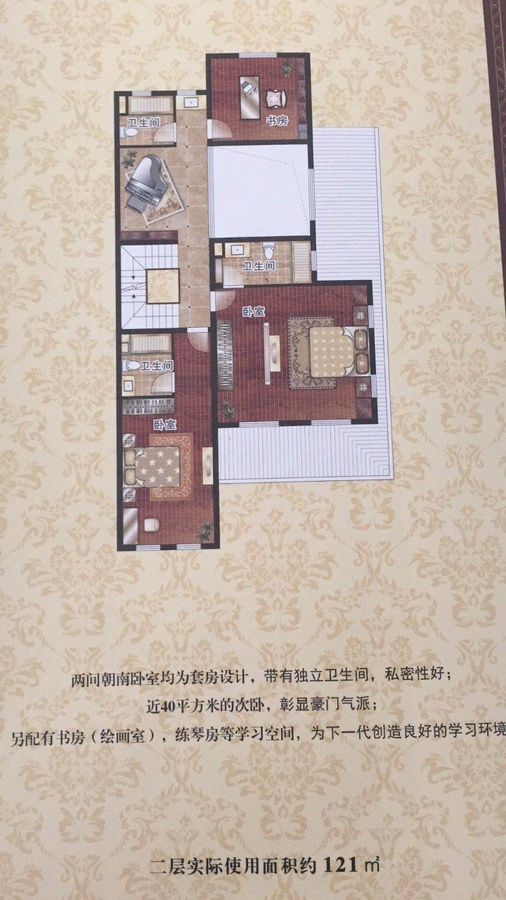 书房
卫生间
卫生间
卧室
卫生间
卧室
两间朝南卧室均为套房设计，带有独立卫生间，私密性好；
近40平方米的次卧，彰显豪门气派；
另配有书房（绘画室），练琴房等学习空间，为下一代创造良好的学习环境
二层实际使用面积约 121 ㎡